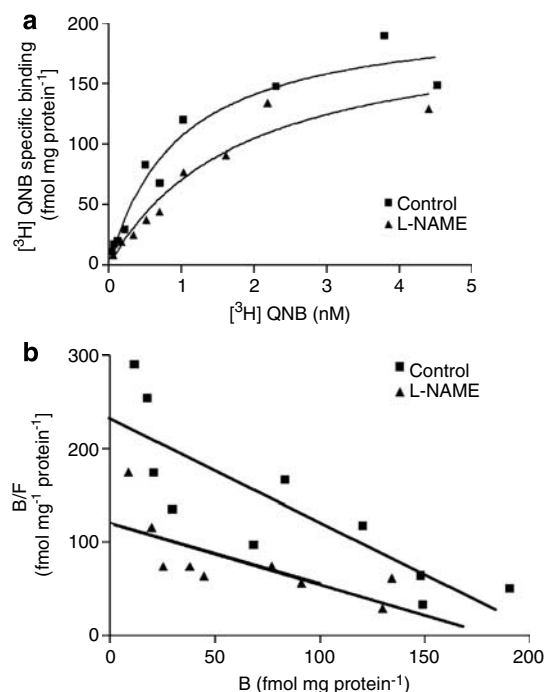 a
[³H] QNB specific binding
(fmol mg protein⁻¹)
200
150
100
50
0
Control
L-NAME
0 1 2 3 4 5
[³H] QNB (nM)
b
B/F
(fmol mg⁻¹ protein⁻¹)
300
200
100
0
Control
L-NAME
0 50 100 150 200
B (fmol mg protein⁻¹)